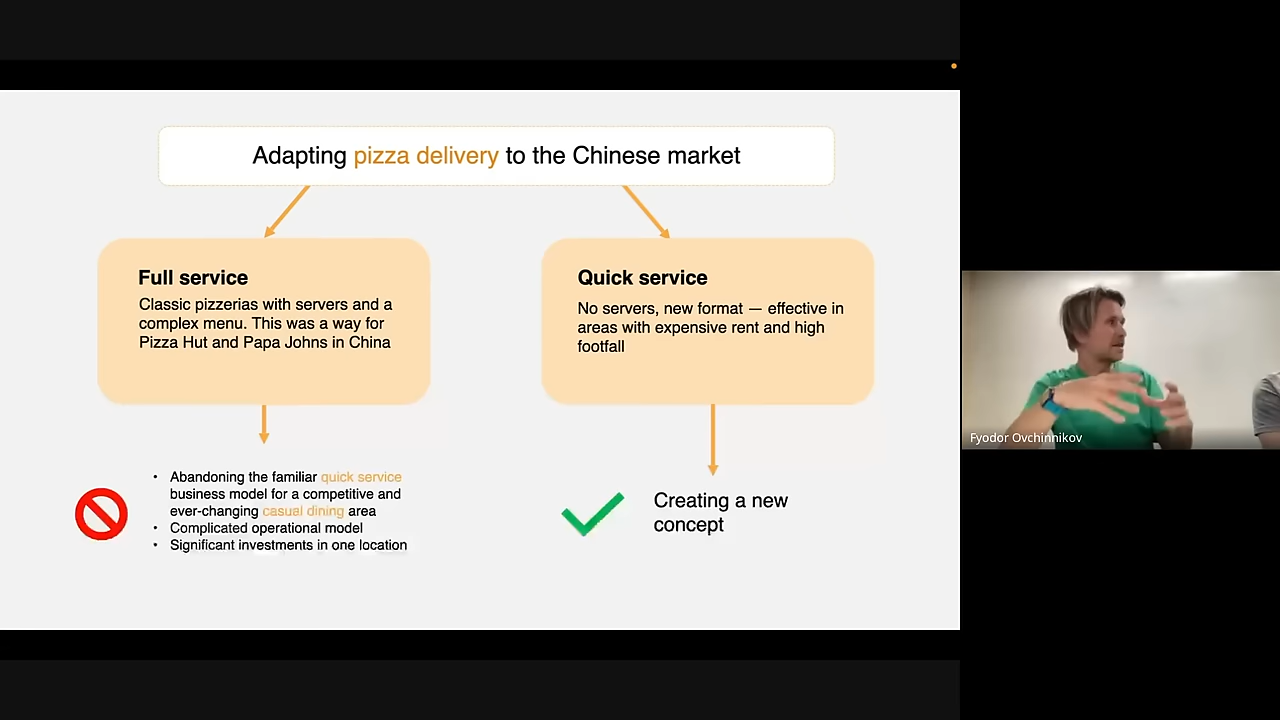 Adapting pizza delivery to the Chinese market
Full service
Classic pizzerias with servers and a
complex menu. This was a way for
Pizza Hut and Papa Johns in China
Quick service
No servers, new format — effective in
areas with expensive rent and high
footfall
• Abandoning the familiar quick service
business model for a competitive and
ever-changing casual dining area
• Complicated operational model
• Significant investments in one location
Creating a new
concept
Fyodor Ovchinnikov